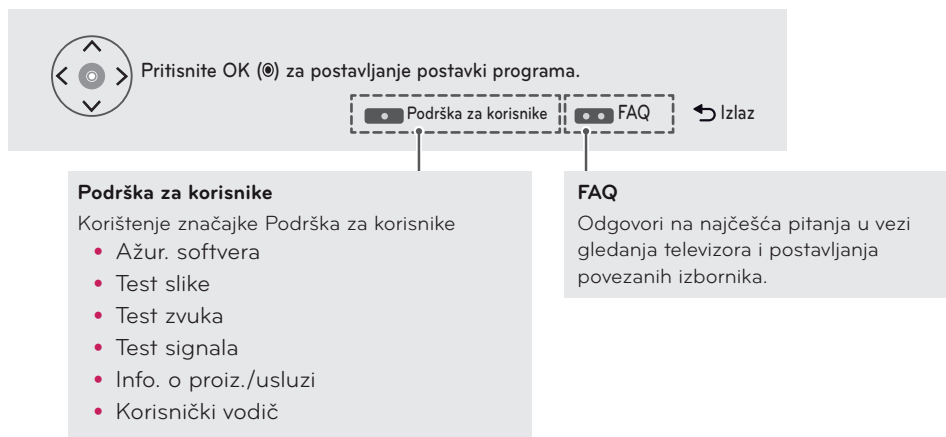 Pritisnite OK (◉) za postavljanje postavki programa.
Podrška za korisnike FAQ Izlaz
Podrška za korisnike
Korištenje značajke Podrška za korisnike
• Ažur. softvera
• Test slike
• Test zvuka
• Test signala
• Info. o proiz./usluzi
• Korisnički vodič
FAQ
Odgovori na najčešća pitanja u vezi
gledanja televizora i postavljanja
povezanih izbornika.